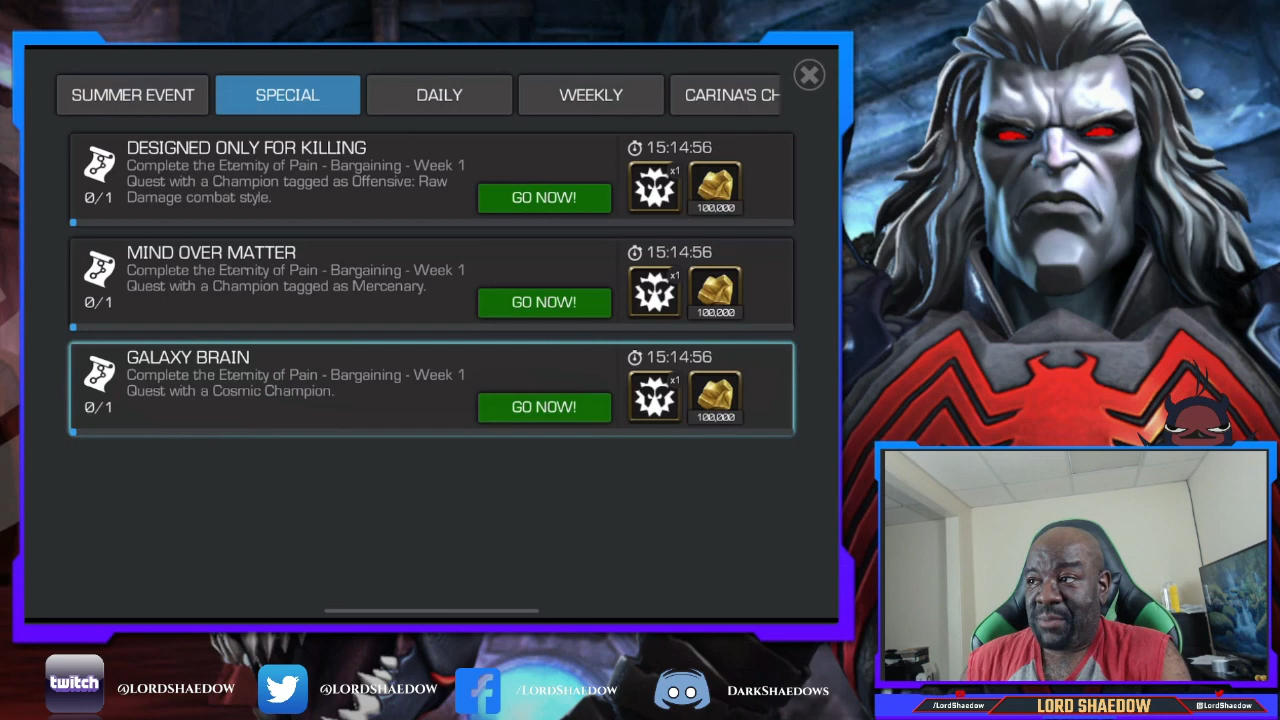 SUMMER EVENT
SPECIAL
DAILY
WEEKLY
CARINA'S CH
DESIGNED ONLY FOR KILLING
Complete the Eternity of Pain - Bargaining - Week 1
Quest with a Champion tagged as Offensive: Raw
Damage combat style.
0/1
GO NOW!
15:14:56
x1
100,000
MIND OVER MATTER
Complete the Eternity of Pain - Bargaining - Week 1
Quest with a Champion tagged as Mercenary.
0/1
GO NOW!
15:14:56
x1
100,000
GALAXY BRAIN
Complete the Eternity of Pain - Bargaining - Week 1
Quest with a Cosmic Champion.
0/1
GO NOW!
15:14:56
x1
100,000
twitch
@LORDSHAEDOW
@LORDSHAEDOW
/LORDSHAEDOW
DARKSHAEDOWS
/LordShaedow
LORD SHAEDOW
@LordShaedow